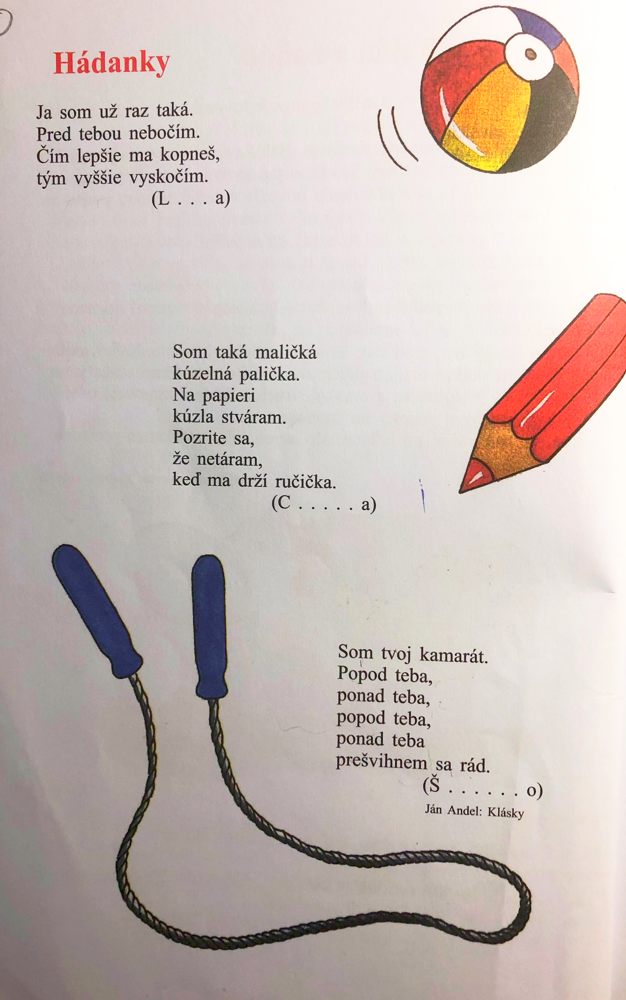 Hádanky
Ja som už raz taká.
Pred tebou nebočím.
Čím lepšie ma kopneš,
tým vyššie vyskočím.
(L . . . a)
Som taká maličká
kúzelná palička.
Na papieri
kúzla stváram.
Pozrite sa,
že netáram,
keď ma drží ručička.
(C . . . . . a)
Som tvoj kamarát.
Popod teba,
ponad teba,
popod teba,
ponad teba
prešvihnem sa rád.
(Š . . . . . . o)
Ján Andel: Klásky